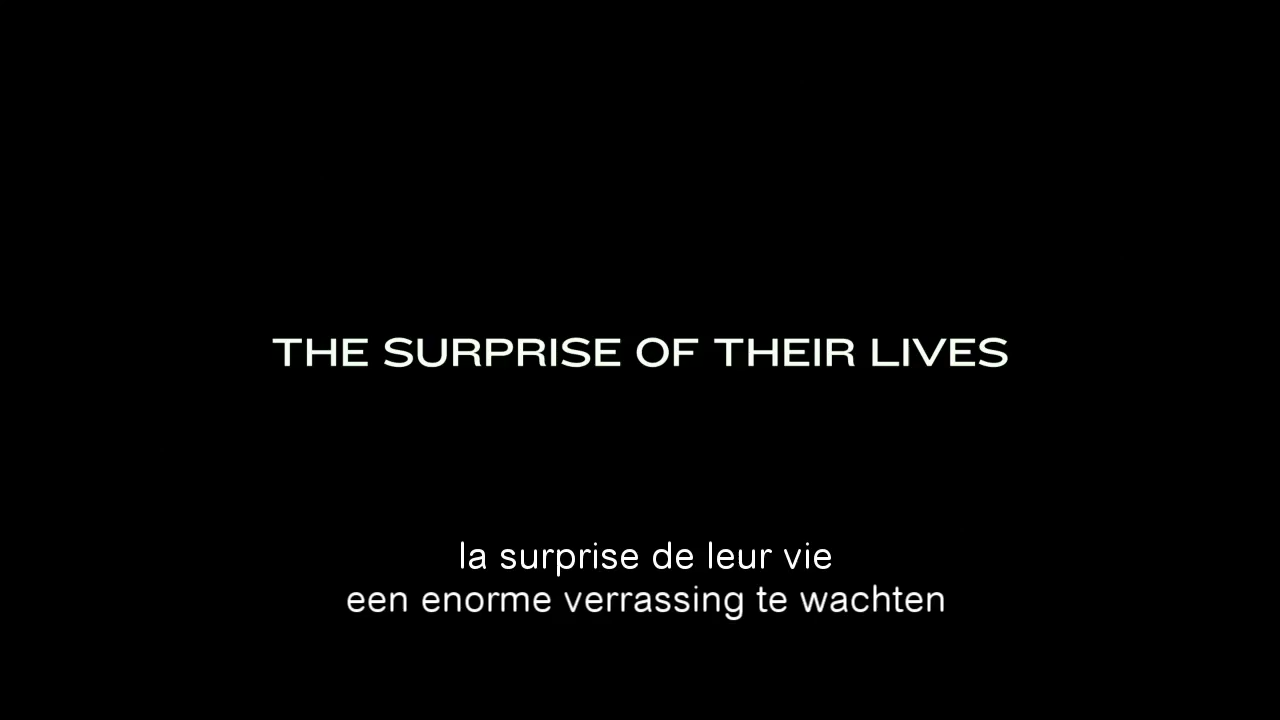 THE SURPRISE OF THEIR LIVES
la surprise de leur vie
een enorme verrassing te wachten